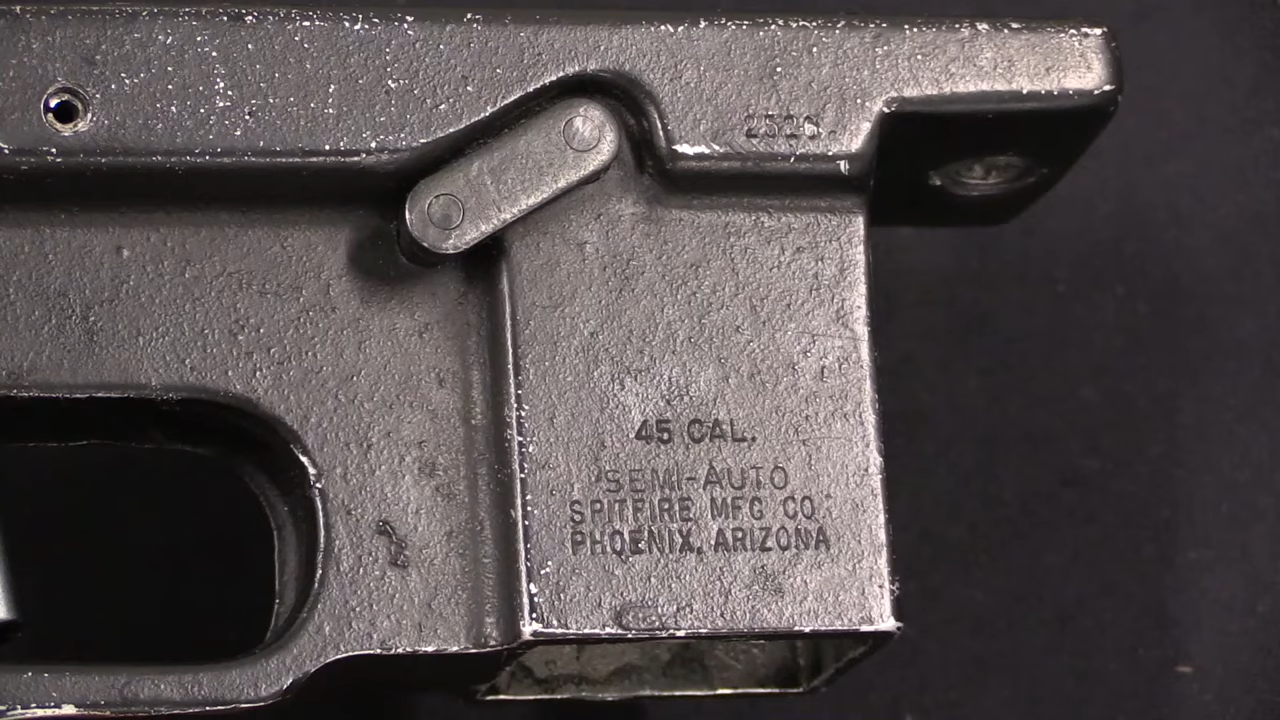 2526.
45 CAL.
SEMI-AUTO
SPITFIRE MFG CO.
PHOENIX, ARIZONA